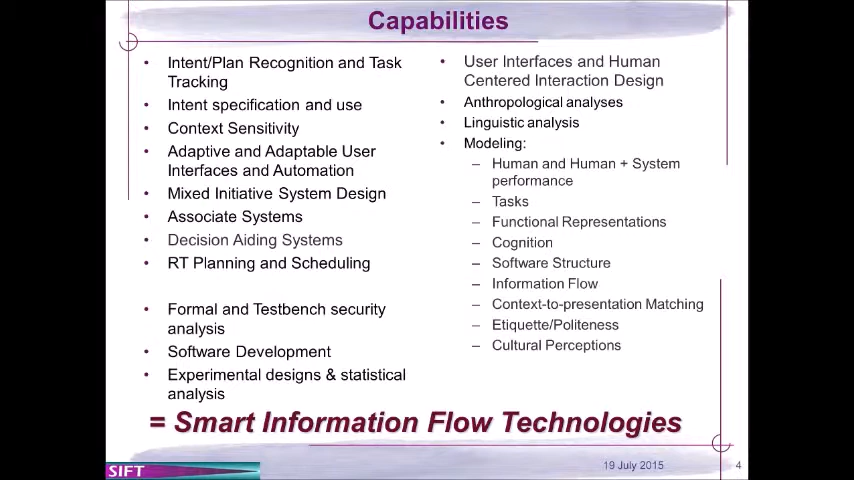 Capabilities
• Intent/Plan Recognition and Task
Tracking
• Intent specification and use
• Context Sensitivity
• Adaptive and Adaptable User
Interfaces and Automation
• Mixed Initiative System Design
• Associate Systems
• Decision Aiding Systems
• RT Planning and Scheduling
• Formal and Testbench security
analysis
• Software Development
• Experimental designs & statistical
analysis
• User Interfaces and Human
Centered Interaction Design
• Anthropological analyses
• Linguistic analysis
• Modeling:
– Human and Human + System
performance
– Tasks
– Functional Representations
– Cognition
– Software Structure
– Information Flow
– Context-to-presentation Matching
– Etiquette/Politeness
– Cultural Perceptions
= Smart Information Flow Technologies
SIFT
19 July 2015
4